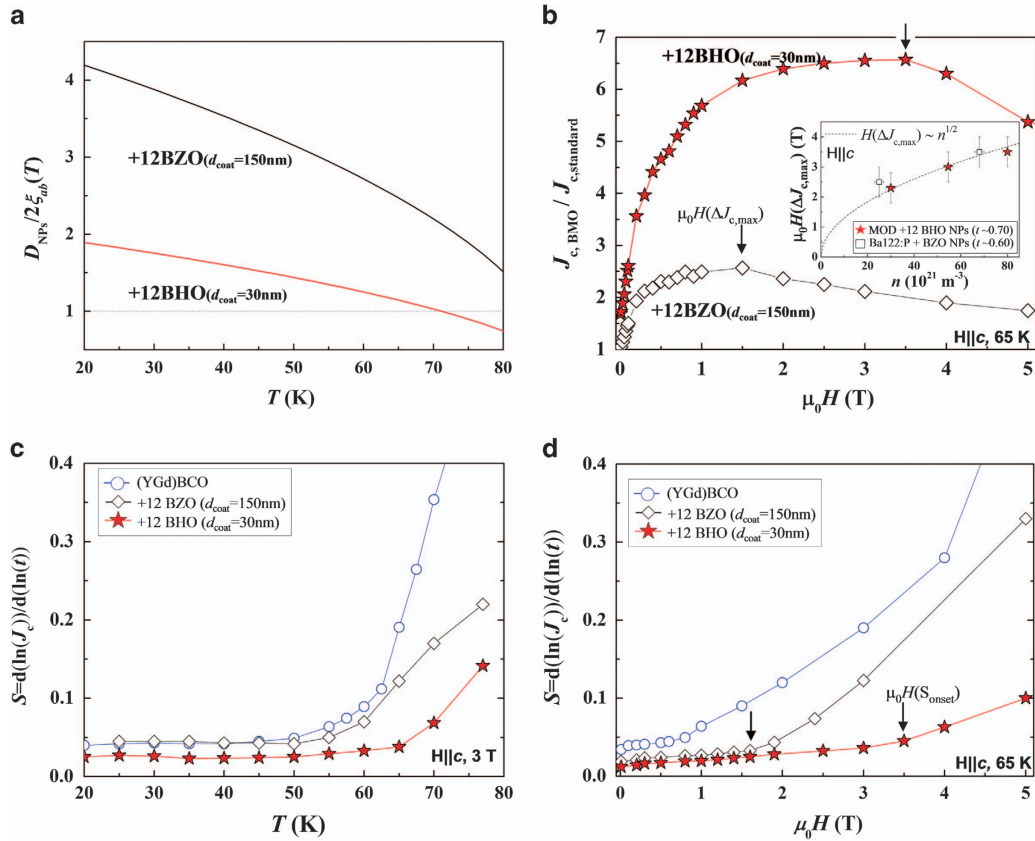 a
D_NPs/2ξ_ab(T)
4
3
2
1
+12BZO(d_coat=150nm)
+12BHO(d_coat=30nm)
20 30 40 50 60 70 80
T (K)
b
J_c, BMO / J_c,standard
7
6
5
4
3
2
1
+12BHO(d_coat=30nm)
μ₀H(ΔJ_c,max)
+12BZO(d_coat=150nm)
H||c, 65 K
0 1 2 3 4 5
μ₀H (T)
μ₀H(ΔJ_c,max) (T)
4
3
2
1
0
H(ΔJ_c,max) ~ n^1/2
H||c
MOD +12 BHO NPs (t ~0.70)
Ba122:P + BZO NPs (t~0.60)
0 20 40 60 80
n (10^21 m^-3)
c
S=d(ln(J_c))/d(ln(t))
0.4
0.3
0.2
0.1
0.0
(YGd)BCO
+12 BZO (d_coat=150nm)
+12 BHO (d_coat=30nm)
H||c, 3 T
20 30 40 50 60 70 80
T (K)
d
S=d(ln(J_c))/d(ln(t))
0.4
0.3
0.2
0.1
0.0
(YGd)BCO
+12 BZO (d_coat=150nm)
+12 BHO (d_coat=30nm)
μ₀H(S_onset)
H||c, 65 K
0 1 2 3 4 5
μ₀H (T)